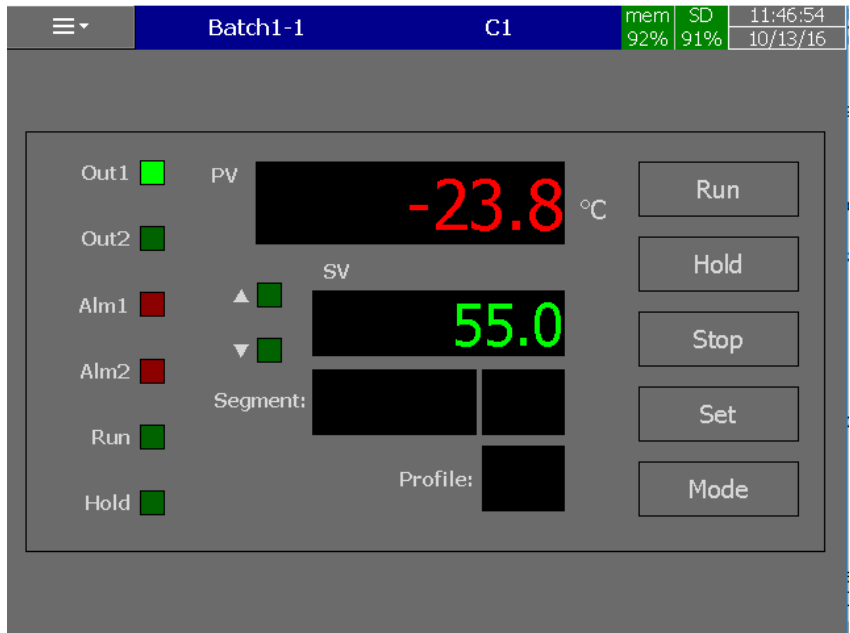 Batch1-1 C1 mem SD 11:46:54
92% 91% 10/13/16
Out1 PV -23.8 °C Run
Out2 Hold
SV
Alm1 ▲ 55.0 Stop
▼
Alm2 Segment: Set
Run
Profile: Mode
Hold